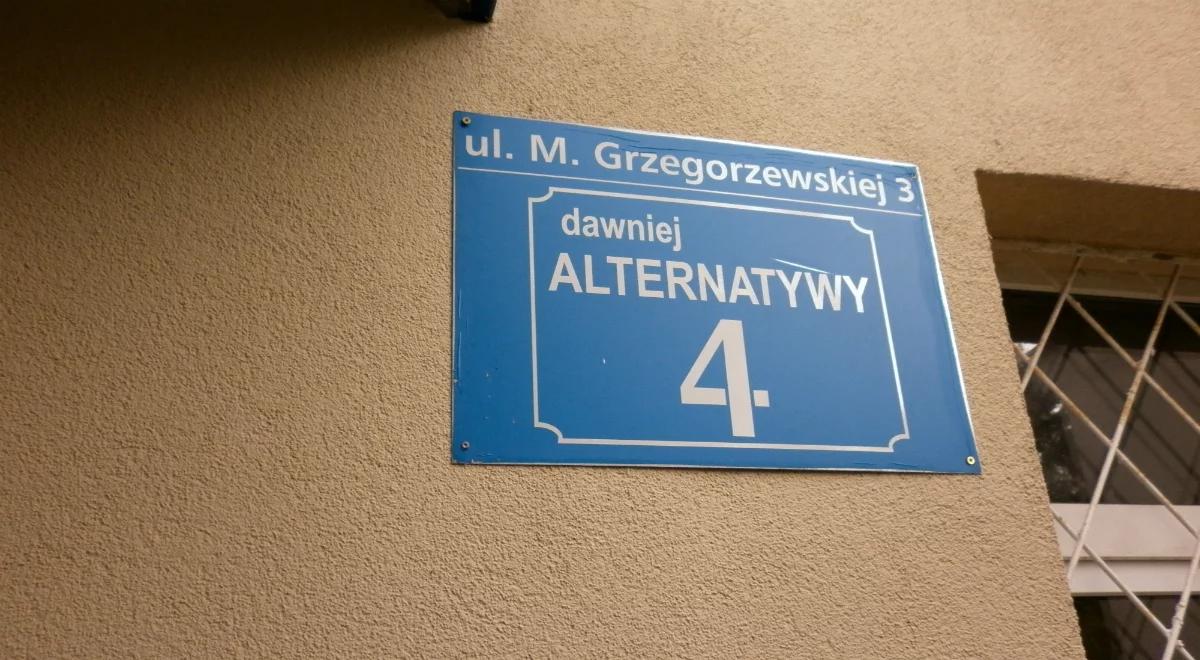 ul. M. Grzegorzewskiej 3
dawniej
ALTERNATYWY
4